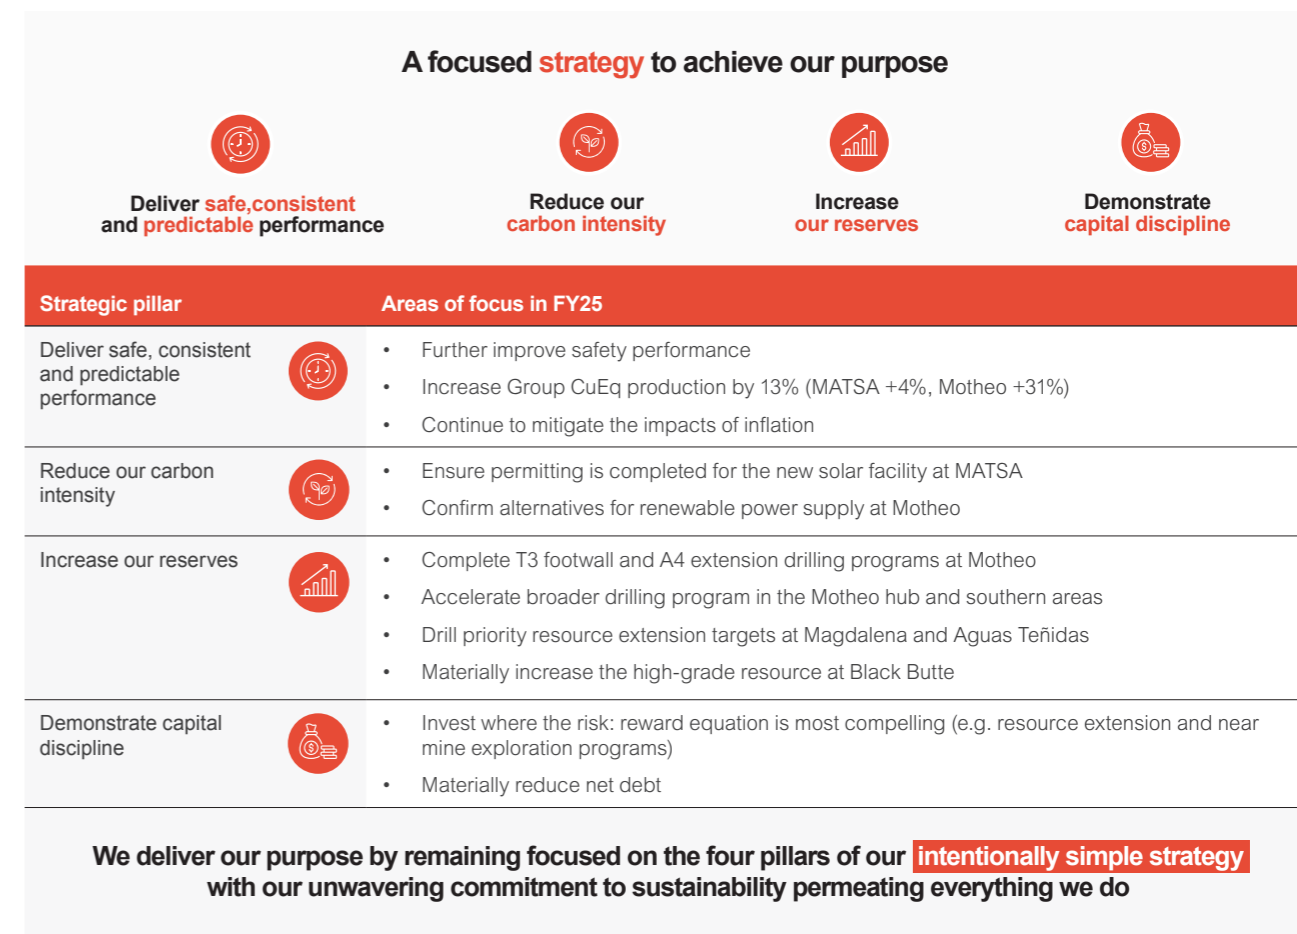 A focused strategy to achieve our purpose
Deliver safe,consistent
and predictable performance
Reduce our
carbon intensity
Increase
our reserves
Demonstrate
capital discipline
Strategic pillar
Areas of focus in FY25
Deliver safe, consistent
and predictable
performance
• Further improve safety performance
• Increase Group CuEq production by 13% (MATSA +4%, Motheo +31%)
• Continue to mitigate the impacts of inflation
Reduce our carbon
intensity
• Ensure permitting is completed for the new solar facility at MATSA
• Confirm alternatives for renewable power supply at Motheo
Increase our reserves
• Complete T3 footwall and A4 extension drilling programs at Motheo
• Accelerate broader drilling program in the Motheo hub and southern areas
• Drill priority resource extension targets at Magdalena and Aguas Teñidas
• Materially increase the high-grade resource at Black Butte
Demonstrate capital
discipline
• Invest where the risk: reward equation is most compelling (e.g. resource extension and near
mine exploration programs)
• Materially reduce net debt
We deliver our purpose by remaining focused on the four pillars of our intentionally simple strategy
with our unwavering commitment to sustainability permeating everything we do